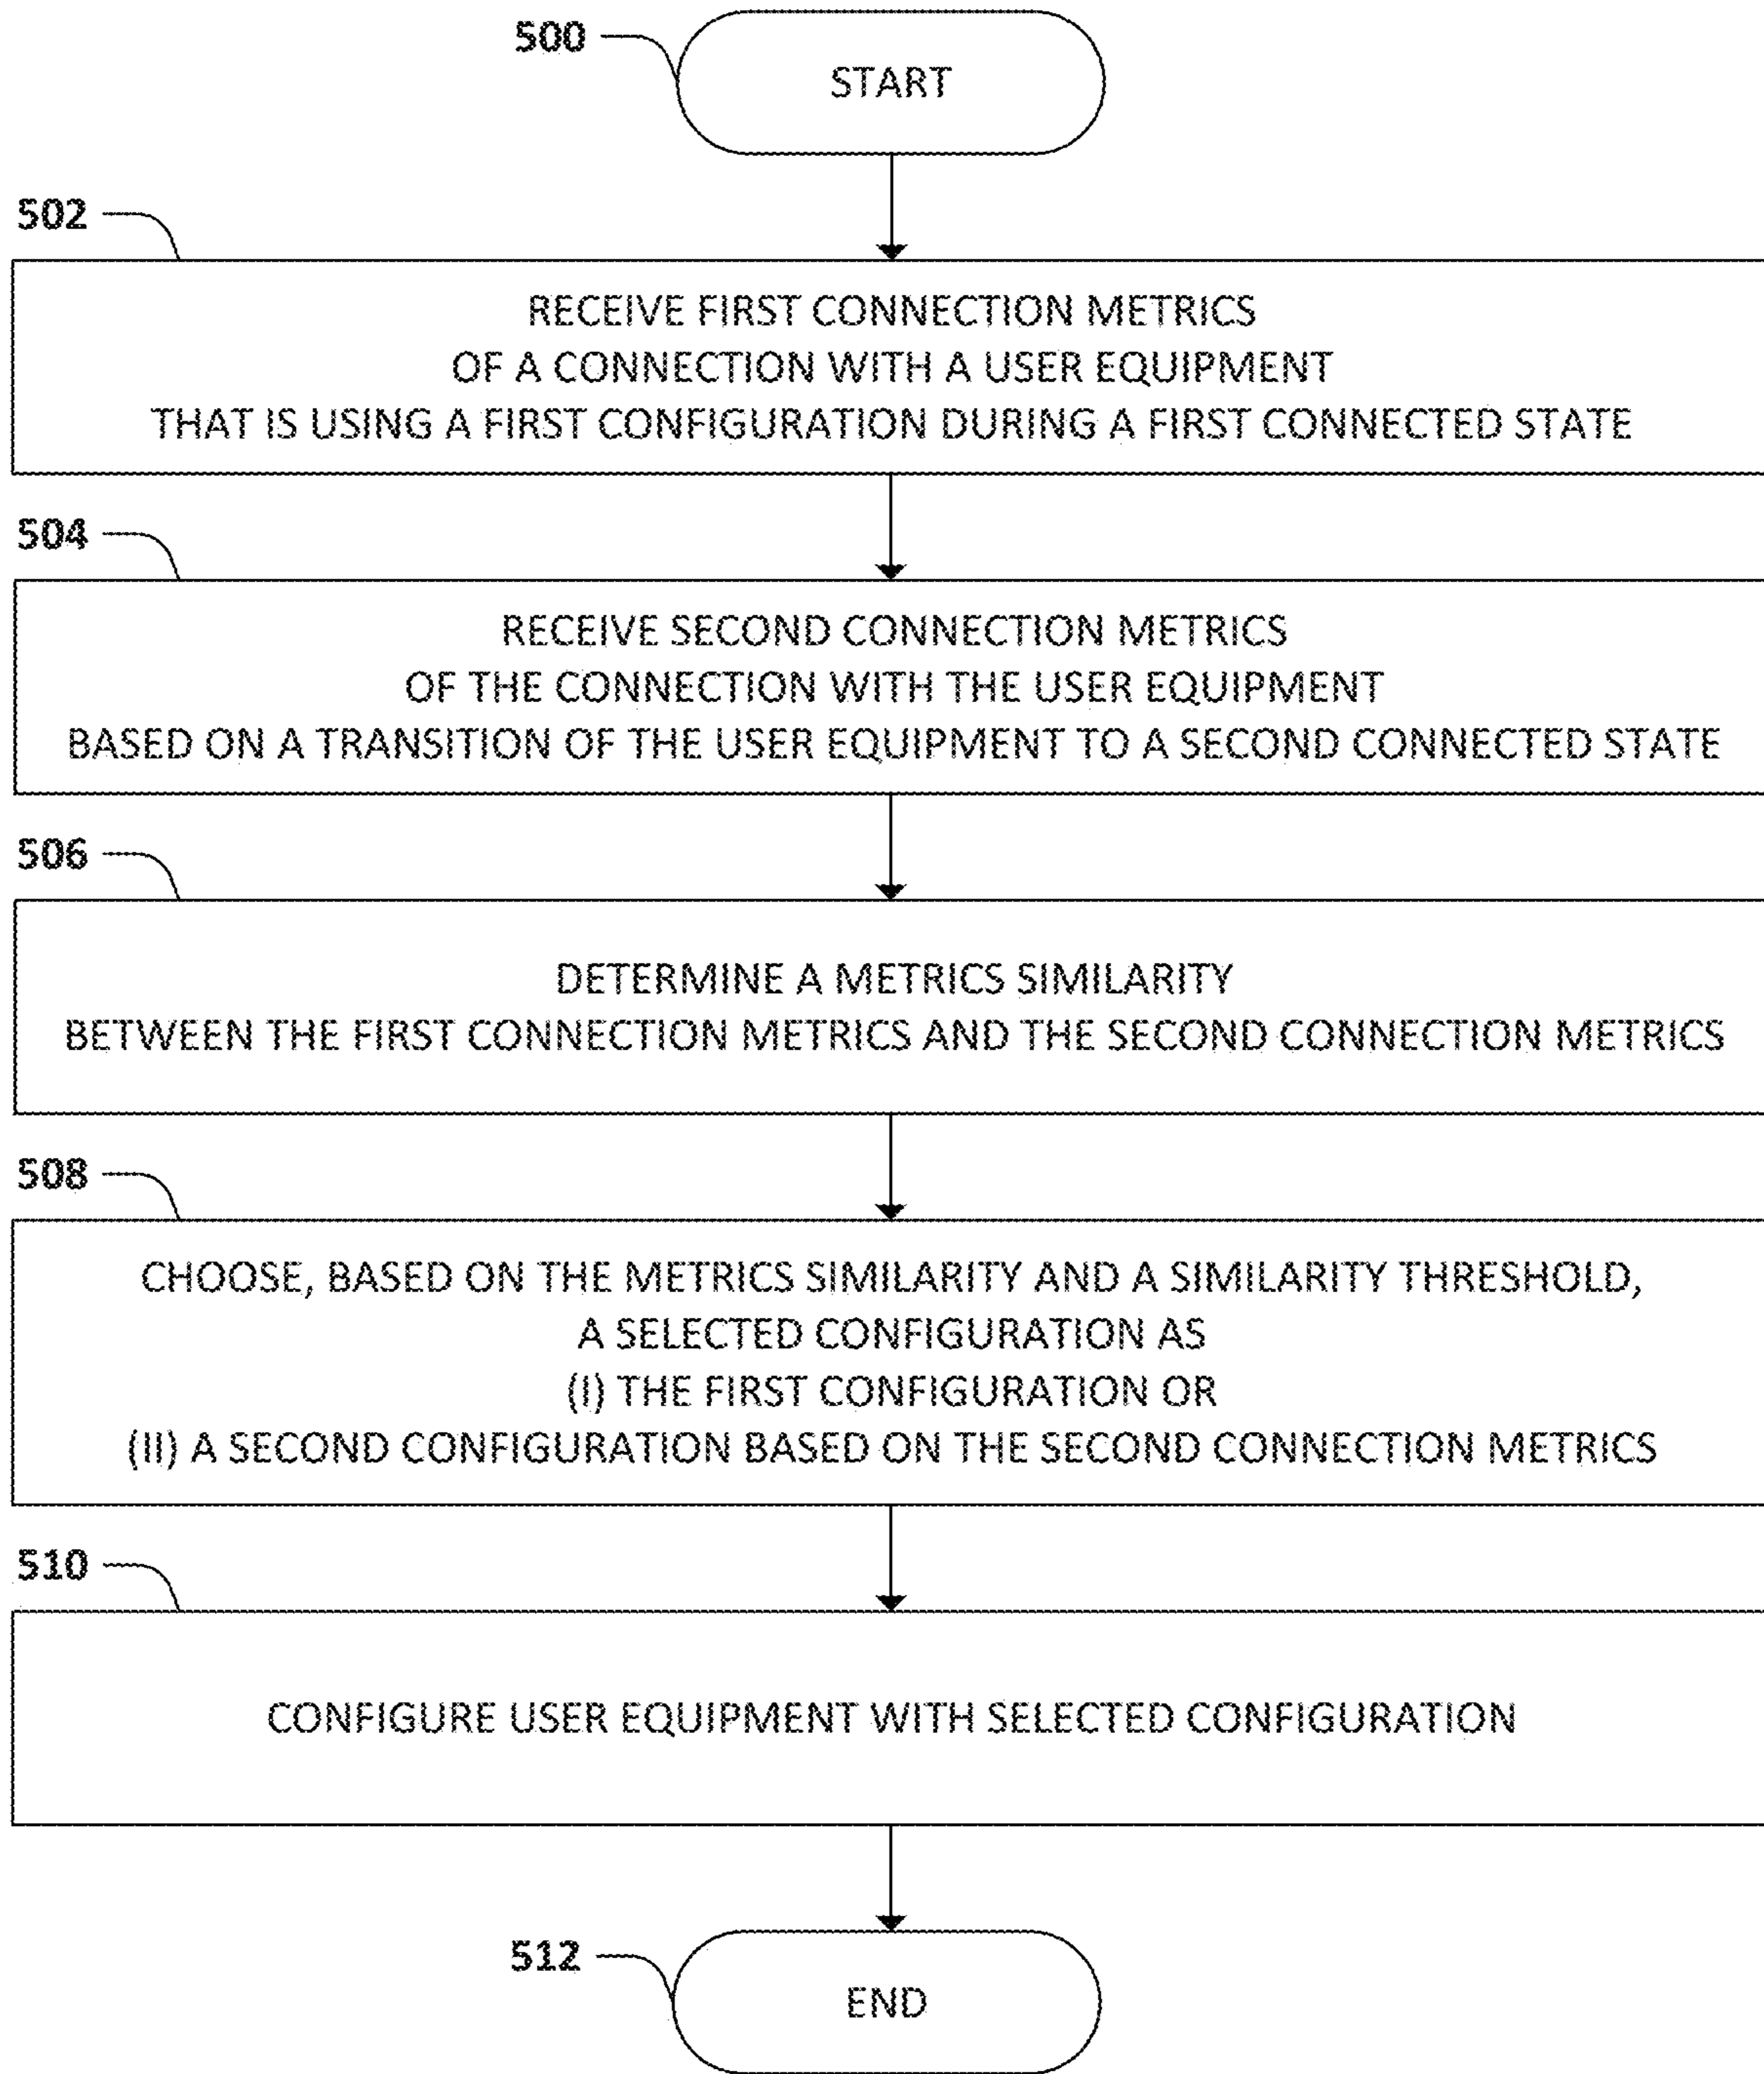 500
START
502
RECEIVE FIRST CONNECTION METRICS
OF A CONNECTION WITH A USER EQUIPMENT
THAT IS USING A FIRST CONFIGURATION DURING A FIRST CONNECTED STATE
504
RECEIVE SECOND CONNECTION METRICS
OF THE CONNECTION WITH THE USER EQUIPMENT
BASED ON A TRANSITION OF THE USER EQUIPMENT TO A SECOND CONNECTED STATE
506
DETERMINE A METRICS SIMILARITY
BETWEEN THE FIRST CONNECTION METRICS AND THE SECOND CONNECTION METRICS
508
CHOOSE, BASED ON THE METRICS SIMILARITY AND A SIMILARITY THRESHOLD,
A SELECTED CONFIGURATION AS
(I) THE FIRST CONFIGURATION OR
(II) A SECOND CONFIGURATION BASED ON THE SECOND CONNECTION METRICS
510
CONFIGURE USER EQUIPMENT WITH SELECTED CONFIGURATION
512
END